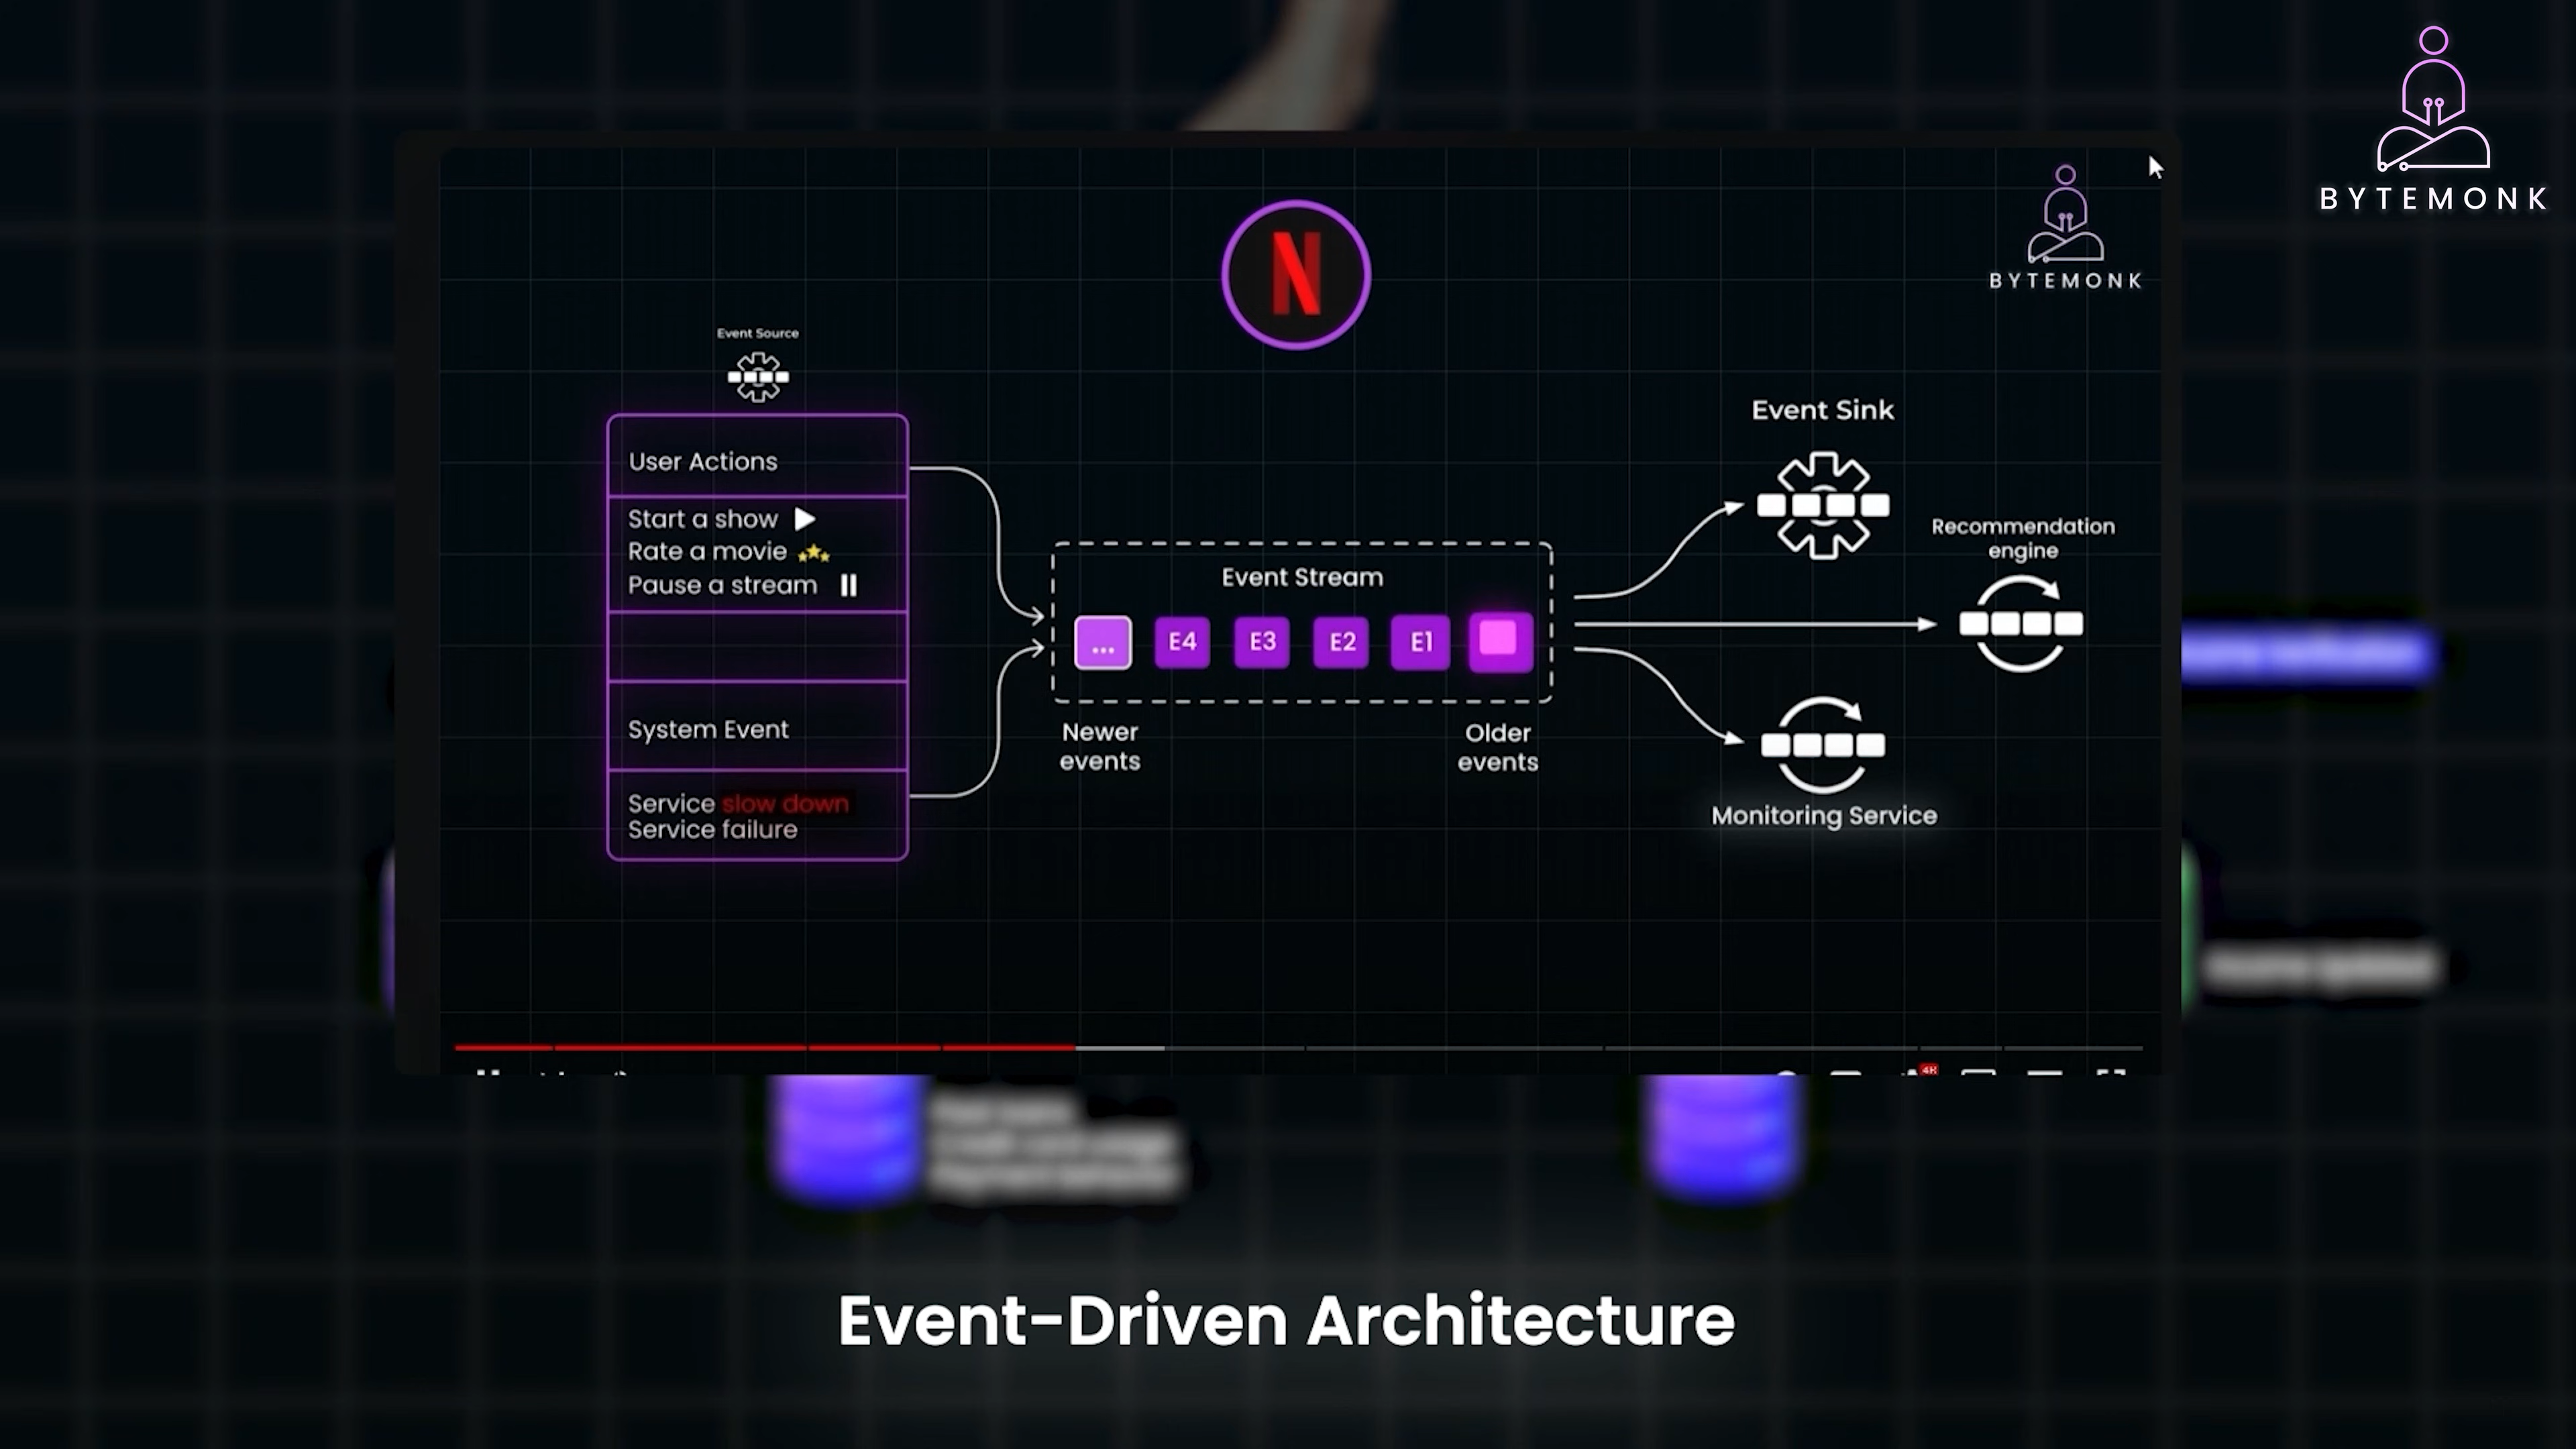 BYTEMONK
BYTEMONK
N
Event Source
User Actions
Start a show
Rate a movie
Pause a stream
System Event
Service slow down
Service failure
Event Stream
... E4 E3 E2 E1
Newer
events
Older
events
Event Sink
Recommendation
engine
Monitoring Service
4K
Event-Driven Architecture